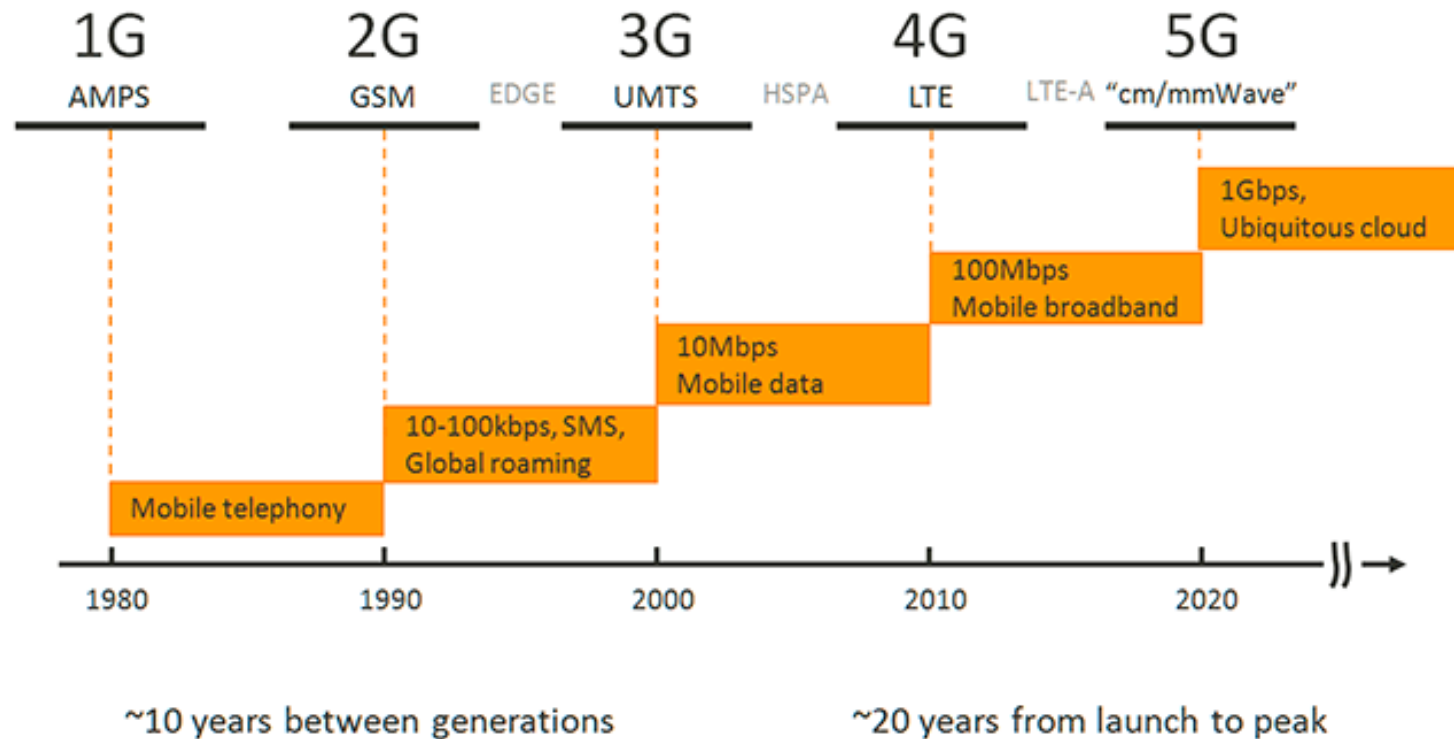 1G 2G 3G 4G 5G
AMPS GSM EDGE UMTS HSPA LTE LTE-A “cm/mmWave”
1Gbps,
Ubiquitous cloud
100Mbps
Mobile broadband
10Mbps
Mobile data
10-100kbps, SMS,
Global roaming
Mobile telephony
1980 1990 2000 2010 2020
~10 years between generations ~20 years from launch to peak